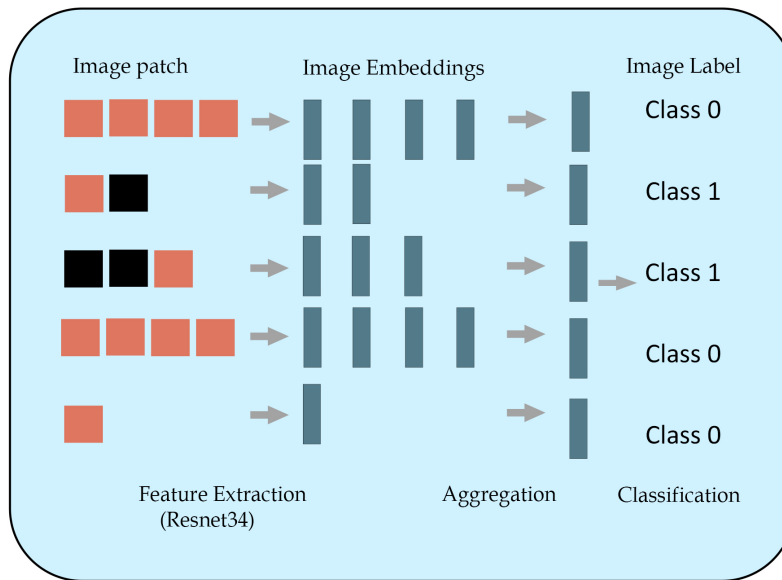 Image patch
Image Embeddings
Image Label
Class 0
Class 1
Class 1
Class 0
Class 0
Feature Extraction
(Resnet34)
Aggregation
Classification